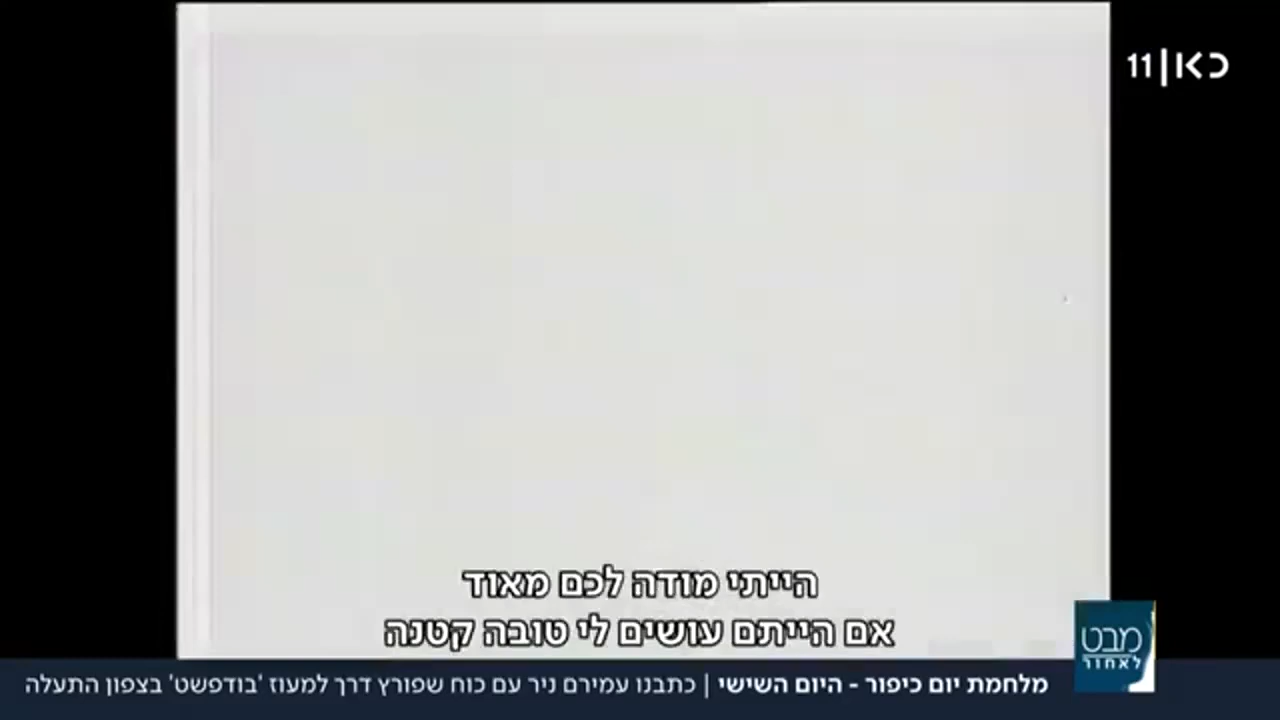 כאן 11
הייתי מודה לכם מאוד
אם הייתם עושים לי טובה קטנה
מבט
לאחור
מלחמת יום כיפור - היום השישי | כתבנו עמירם ניר עם כוח שפורץ דרך למעוז 'בודפשט' בצפון התעלה